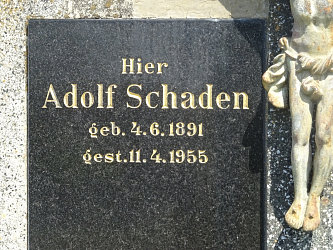 Hier
Adolf Schaden
geb. 4.6.1891
gest. 11.4.1955